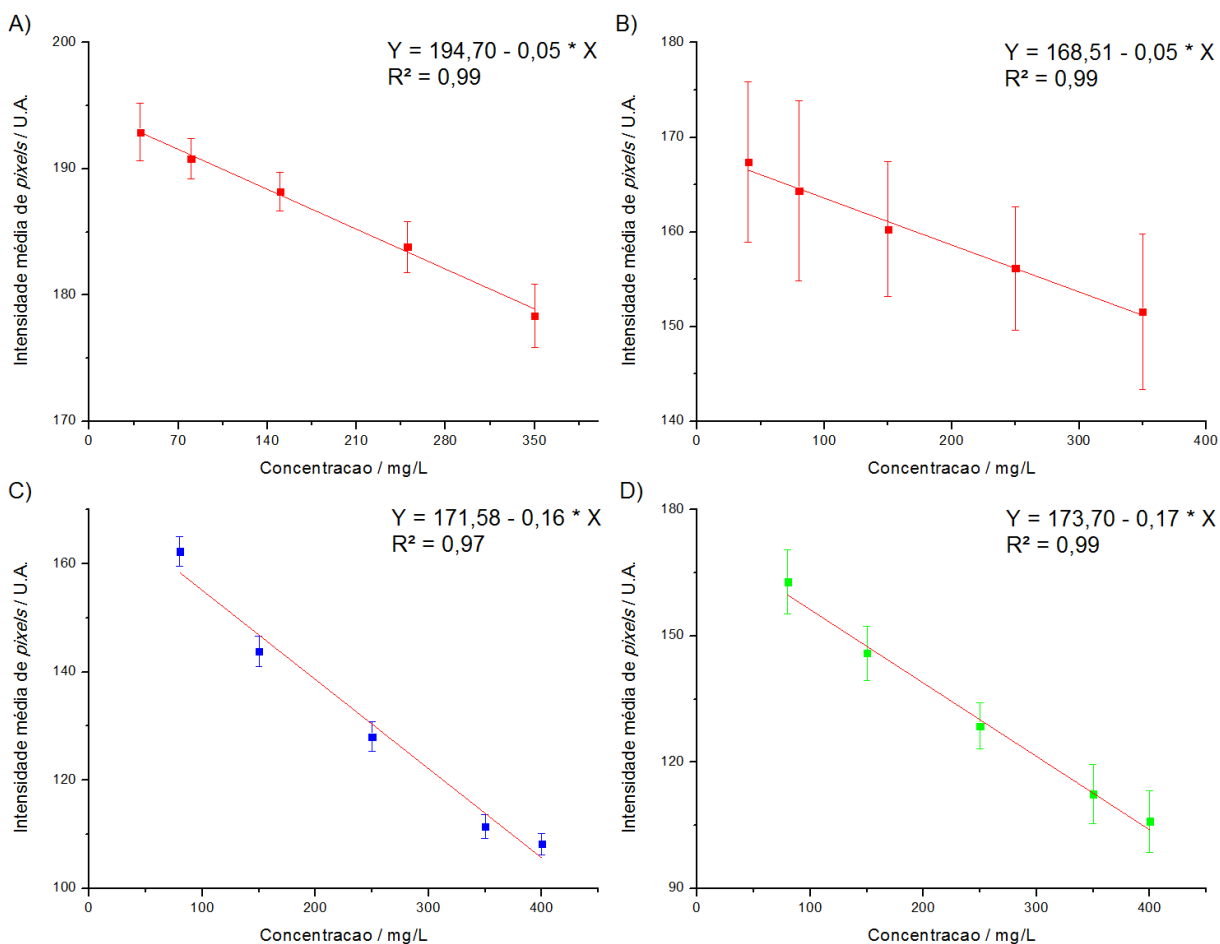 A)
Y = 194,70 - 0,05 * X
R² = 0,99
Intensidade média de pixels / U.A.
200
190
180
170
0 70 140 210 280 350
Concentracao / mg/L
B)
Y = 168,51 - 0,05 * X
R² = 0,99
Intensidade média de pixels / U.A.
180
170
160
150
140
0 100 200 300 400
Concentracao / mg/L
C)
Y = 171,58 - 0,16 * X
R² = 0,97
Intensidade média de pixels / U.A.
160
140
120
100
0 100 200 300 400
Concentracao / mg/L
D)
Y = 173,70 - 0,17 * X
R² = 0,99
Intensidade média de pixels / U.A.
180
150
120
90
0 100 200 300 400
Concentracao / mg/L